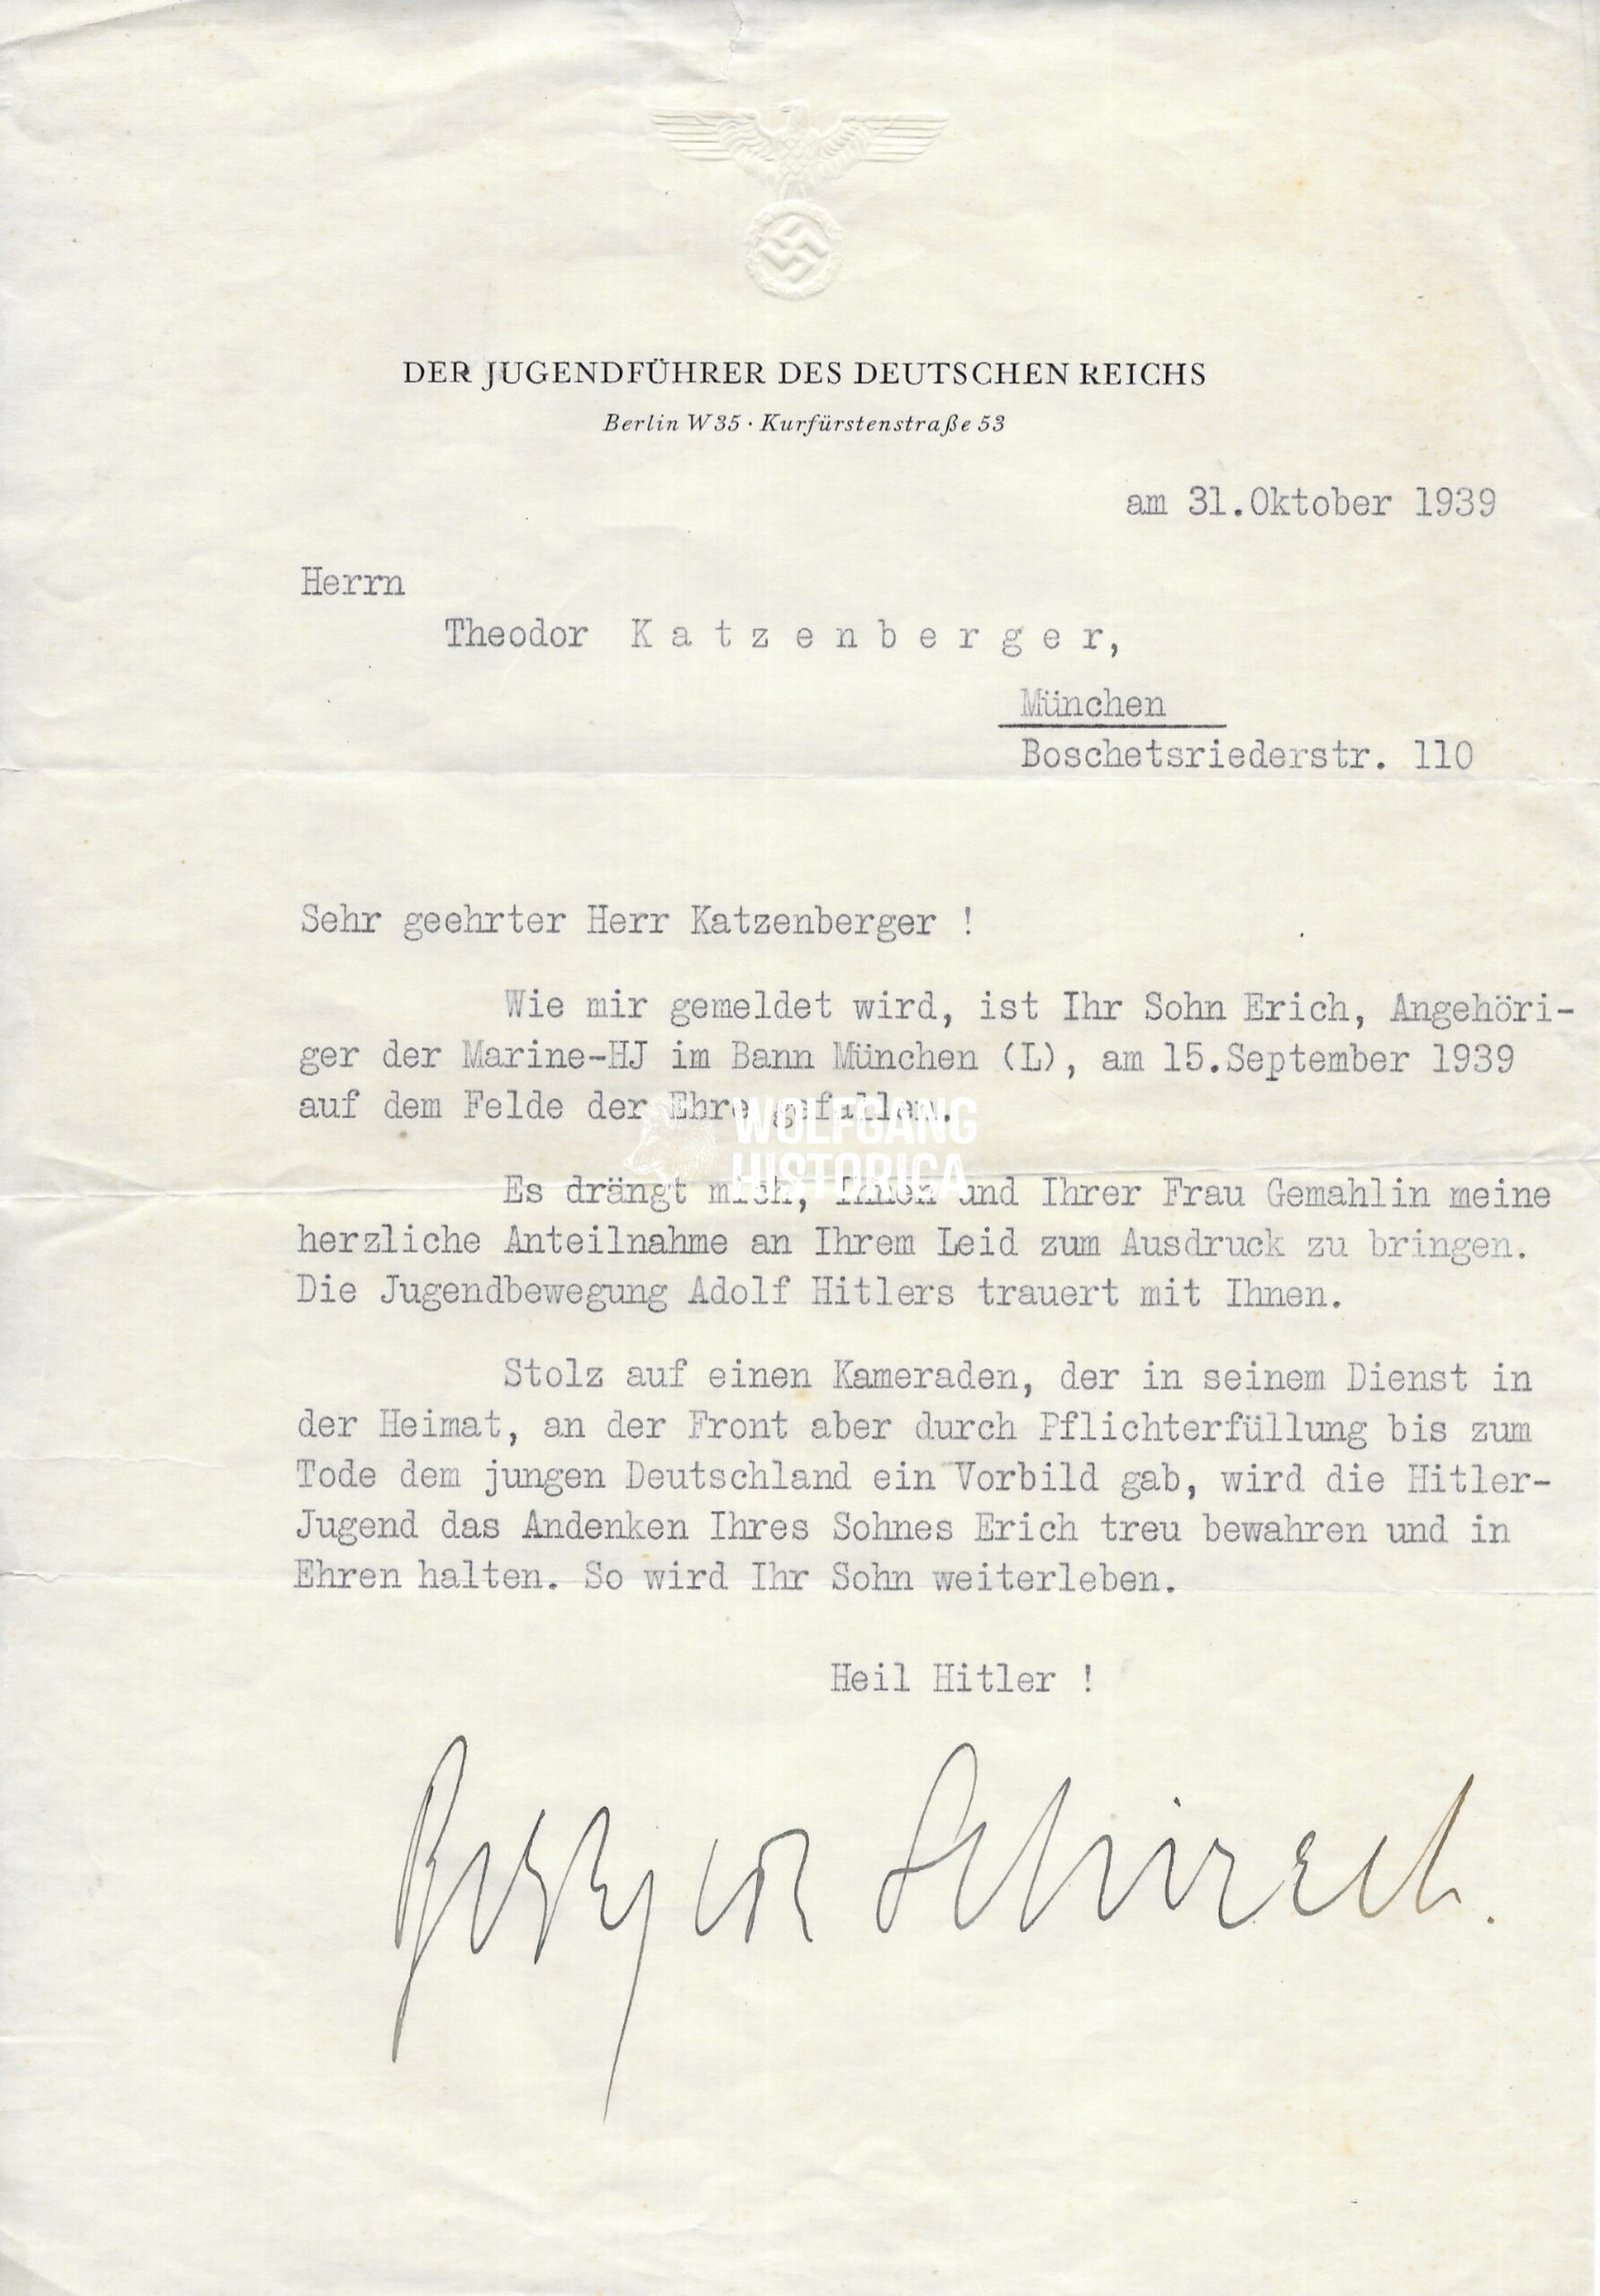 DER JUGENDFÜHRER DES DEUTSCHEN REICHS
Berlin W 35 · Kurfürstenstraße 53
am 31.Oktober 1939
Herrn
Theodor K a t z e n b e r g e r,
München
Boschetsriederstr. 110
Sehr geehrter Herr Katzenberger !
Wie mir gemeldet wird, ist Ihr Sohn Erich, Angehöri-
ger der Marine-HJ im Bann München (L), am 15.September 1939
auf dem Felde der Ehre gefallen.
WOLFGANG
HISTORICA
Es drängt mich, Ihnen und Ihrer Frau Gemahlin meine
herzliche Anteilnahme an Ihrem Leid zum Ausdruck zu bringen.
Die Jugendbewegung Adolf Hitlers trauert mit Ihnen.
Stolz auf einen Kameraden, der in seinem Dienst in
der Heimat, an der Front aber durch Pflichterfüllung bis zum
Tode dem jungen Deutschland ein Vorbild gab, wird die Hitler-
Jugend das Andenken Ihres Sohnes Erich treu bewahren und in
Ehren halten. So wird Ihr Sohn weiterleben.
Heil Hitler !
Schirach.